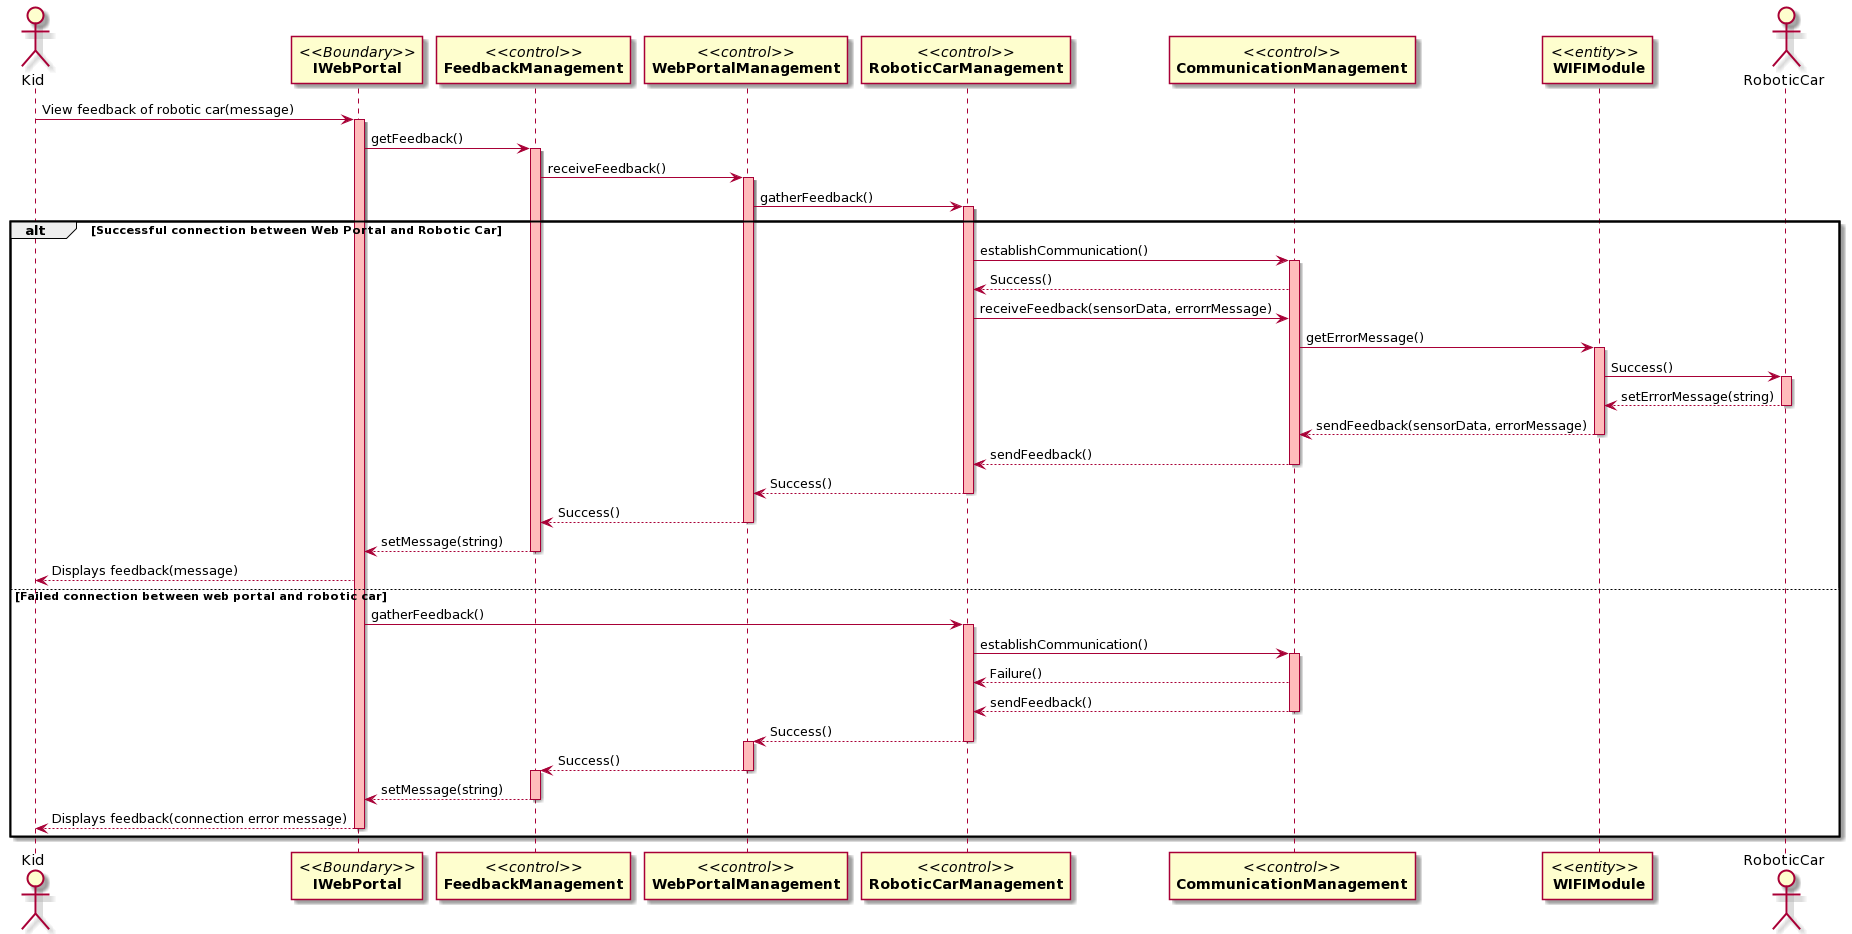 Kid
<<Boundary>>
IWebPortal
<<control>>
FeedbackManagement
<<control>>
WebPortalManagement
<<control>>
RoboticCarManagement
<<control>>
CommunicationManagement
<<entity>>
WIFIModule
RoboticCar
View feedback of robotic car(message)
getFeedback()
receiveFeedback()
gatherFeedback()
alt
[Successful connection between Web Portal and Robotic Car]
establishCommunication()
Success()
receiveFeedback(sensorData, errorrMessage)
getErrorMessage()
Success()
setErrorMessage(string)
sendFeedback(sensorData, errorMessage)
sendFeedback()
Success()
Success()
setMessage(string)
Displays feedback(message)
[Failed connection between web portal and robotic car]
gatherFeedback()
establishCommunication()
Failure()
sendFeedback()
Success()
Success()
setMessage(string)
Displays feedback(connection error message)
Kid
<<Boundary>>
IWebPortal
<<control>>
FeedbackManagement
<<control>>
WebPortalManagement
<<control>>
RoboticCarManagement
<<control>>
CommunicationManagement
<<entity>>
WIFIModule
RoboticCar